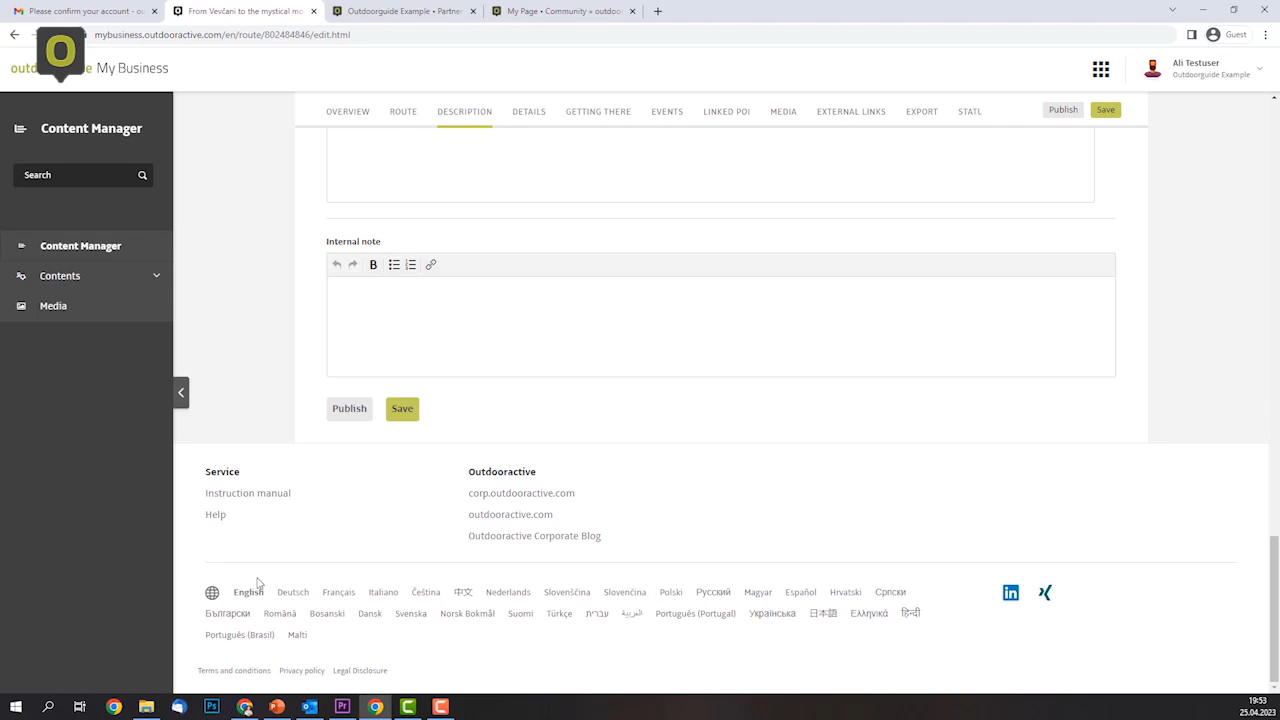 Please confirm your account - ou
From Vevčani to the mystical mo
Outdoorguide Example • Partner
My Page • Community » outdoo
mybusiness.outdooractive.com/en/route/802484846/edit.html
Guest
My Business
Ali Testuser
Outdoorguide Example
Content Manager
Search
Content Manager
Contents
Media
OVERVIEW ROUTE DESCRIPTION DETAILS GETTING THERE EVENTS LINKED POI MEDIA EXTERNAL LINKS EXPORT STATI.
Publish Save
Internal note
B
Publish Save
Service
Instruction manual
Help
Outdooractive
corp.outdooractive.com
outdooractive.com
Outdooractive Corporate Blog
English Deutsch Français Italiano Čeština 中文 Nederlands Slovenščina Slovenčina Polski Русский Magyar Español Hrvatski Српски
Български Română Bosanski Dansk Svenska Norsk Bokmål Suomi Türkçe עברית العربية Português (Portugal) Українська 日本語 Ελληνικά हिन्दी
Português (Brasil) Malti
Terms and conditions Privacy policy Legal Disclosure
19:53
25.04.2023